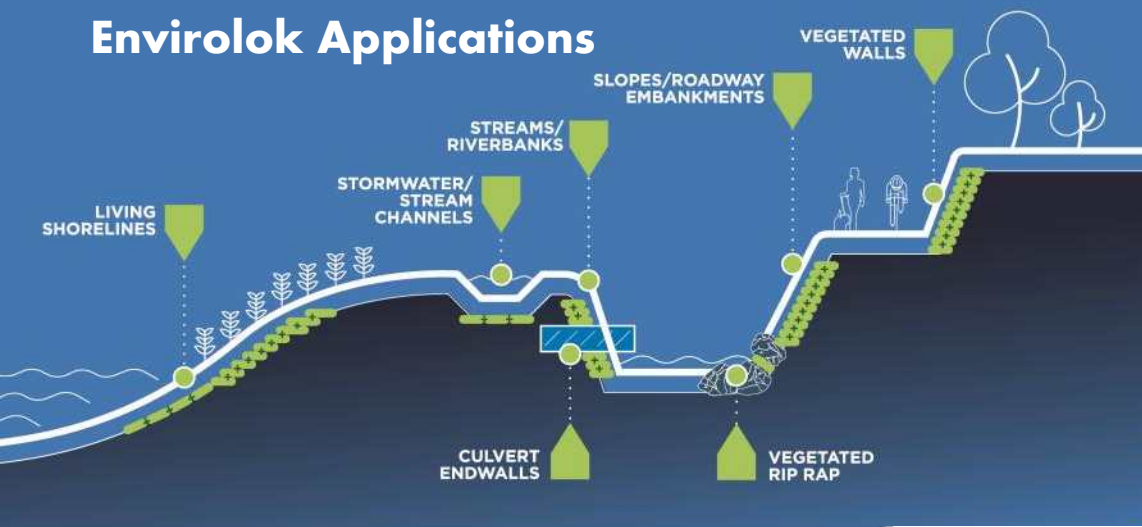 Envirolok Applications
VEGETATED
WALLS
SLOPES/ROADWAY
EMBANKMENTS
STREAMS/
RIVERBANKS
STORMWATER/
STREAM
CHANNELS
LIVING
SHORELINES
CULVERT
ENDWALLS
VEGETATED
RIP RAP